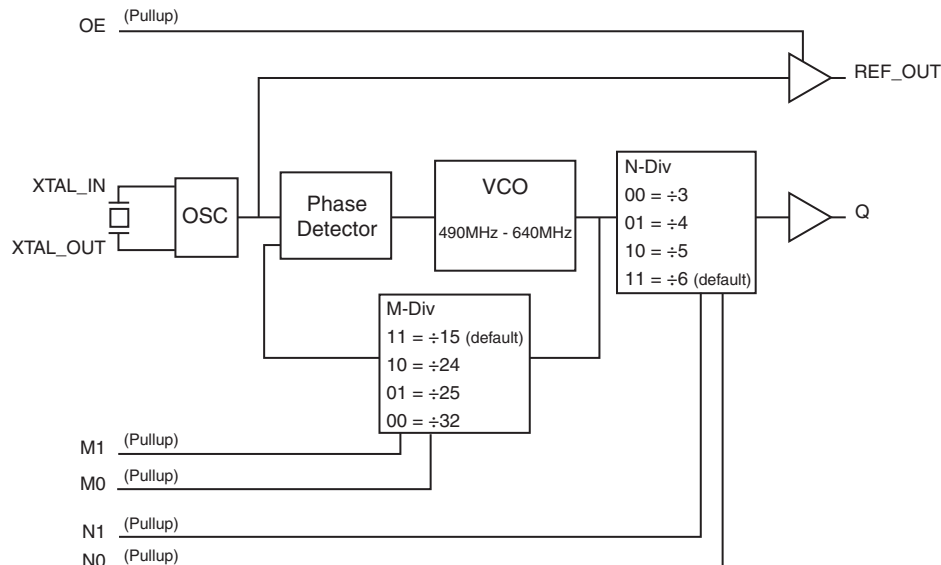 OE (Pullup)
REF_OUT
XTAL_IN
XTAL_OUT
OSC
Phase
Detector
VCO
490MHz - 640MHz
N-Div
00 = ÷3
01 = ÷4
10 = ÷5
11 = ÷6 (default)
Q
M-Div
11 = ÷15 (default)
10 = ÷24
01 = ÷25
00 = ÷32
M1 (Pullup)
M0 (Pullup)
N1 (Pullup)
N0 (Pullup)